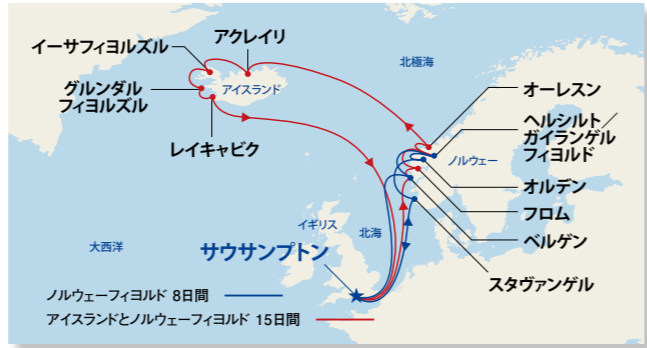 イーサフィヨルズル
アクレイリ
北極海
グルンダル
フィヨルズル
アイスランド
レイキャビク
オーレスン
ヘルシルト／
ガイランゲル
フィヨルド
ノルウェー
オルデン
フロム
ベルゲン
スタヴァンゲル
イギリス
北海
大西洋
サウサンプトン
ノルウェーフィヨルド 8日間
アイスランドとノルウェーフィヨルド 15日間